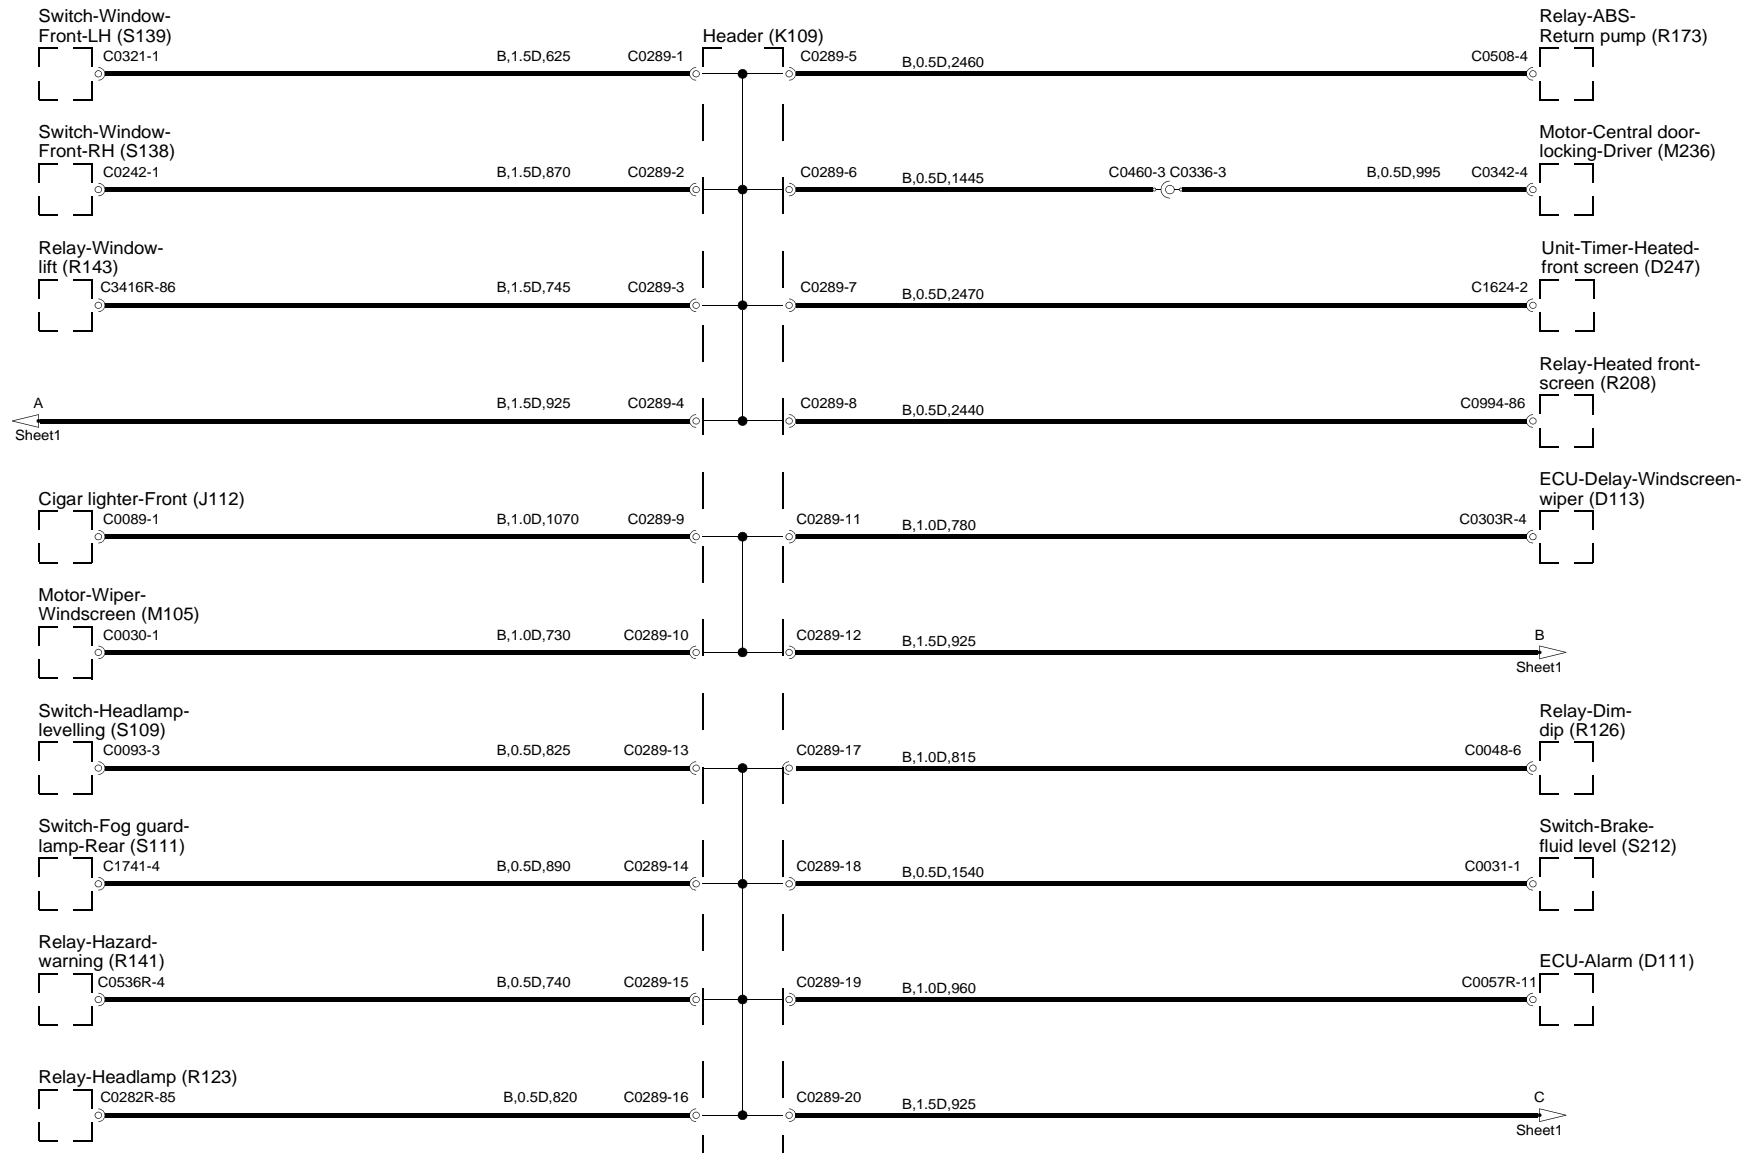 Switch-Window-
Front-LH (S139)
C0321-1
B,1.5D,625
C0289-1
Header (K109)
C0289-5
B,0.5D,2460
C0508-4
Relay-ABS-
Return pump (R173)
Switch-Window-
Front-RH (S138)
C0242-1
B,1.5D,870
C0289-2
C0289-6
B,0.5D,1445
C0460-3 C0336-3
B,0.5D,995
C0342-4
Motor-Central door-
locking-Driver (M236)
Relay-Window-
lift (R143)
C3416R-86
B,1.5D,745
C0289-3
C0289-7
B,0.5D,2470
C1624-2
Unit-Timer-Heated-
front screen (D247)
A
Sheet1
B,1.5D,925
C0289-4
C0289-8
B,0.5D,2440
C0994-86
Relay-Heated front-
screen (R208)
Cigar lighter-Front (J112)
C0089-1
B,1.0D,1070
C0289-9
C0289-11
B,1.0D,780
C0303R-4
ECU-Delay-Windscreen-
wiper (D113)
Motor-Wiper-
Windscreen (M105)
C0030-1
B,1.0D,730
C0289-10
C0289-12
B,1.5D,925
B
Sheet1
Switch-Headlamp-
levelling (S109)
C0093-3
B,0.5D,825
C0289-13
C0289-17
B,1.0D,815
C0048-6
Relay-Dim-
dip (R126)
Switch-Fog guard-
lamp-Rear (S111)
C1741-4
B,0.5D,890
C0289-14
C0289-18
B,0.5D,1540
C0031-1
Switch-Brake-
fluid level (S212)
Relay-Hazard-
warning (R141)
C0536R-4
B,0.5D,740
C0289-15
C0289-19
B,1.0D,960
C0057R-11
ECU-Alarm (D111)
Relay-Headlamp (R123)
C0282R-85
B,0.5D,820
C0289-16
C0289-20
B,1.5D,925
C
Sheet1